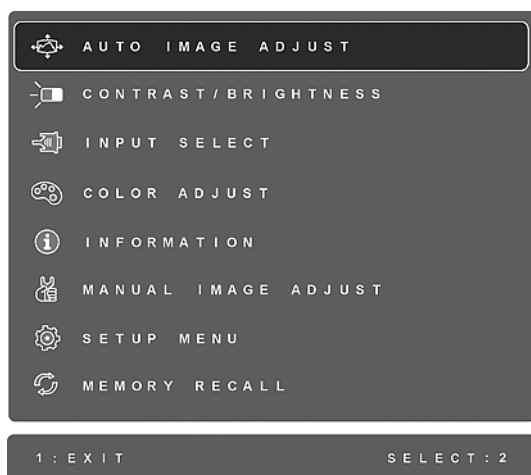 AUTO IMAGE ADJUST
CONTRAST/BRIGHTNESS
INPUT SELECT
COLOR ADJUST
INFORMATION
MANUAL IMAGE ADJUST
SETUP MENU
MEMORY RECALL
1:EXIT SELECT:2